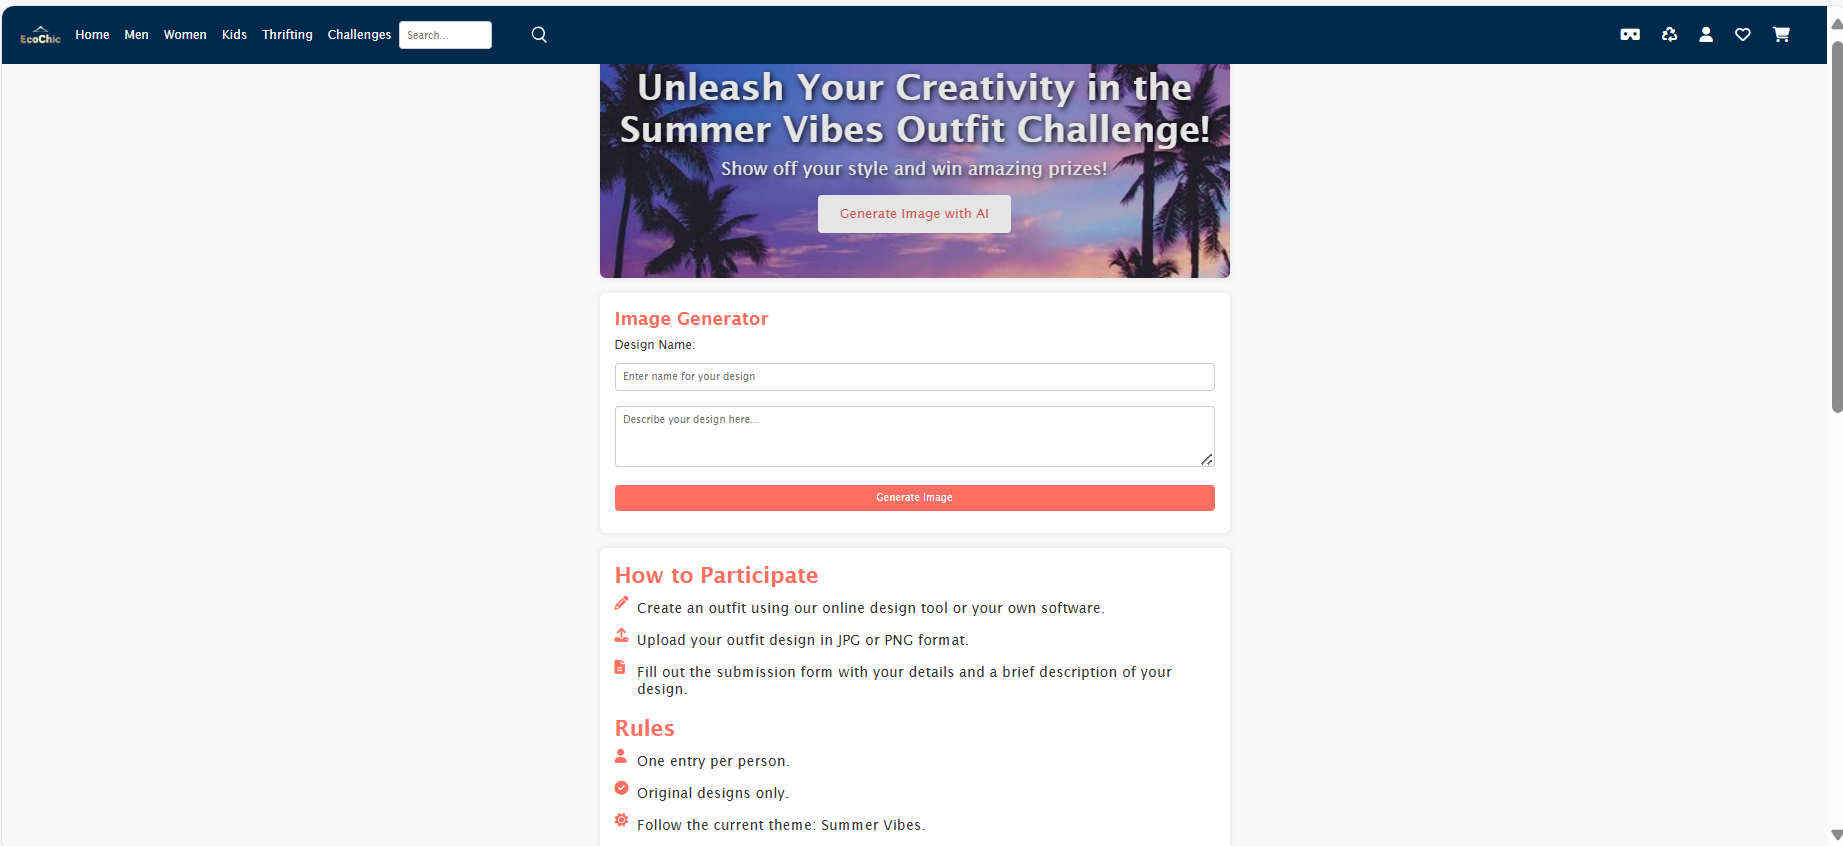 EcoChic Home Men Women Kids Thrifting Challenges Search...
Unleash Your Creativity in the
Summer Vibes Outfit Challenge!
Show off your style and win amazing prizes!
Generate Image with AI
Image Generator
Design Name:
Enter name for your design
Describe your design here...
Generate Image
How to Participate
Create an outfit using our online design tool or your own software.
Upload your outfit design in JPG or PNG format.
Fill out the submission form with your details and a brief description of your
design.
Rules
One entry per person.
Original designs only.
Follow the current theme: Summer Vibes.